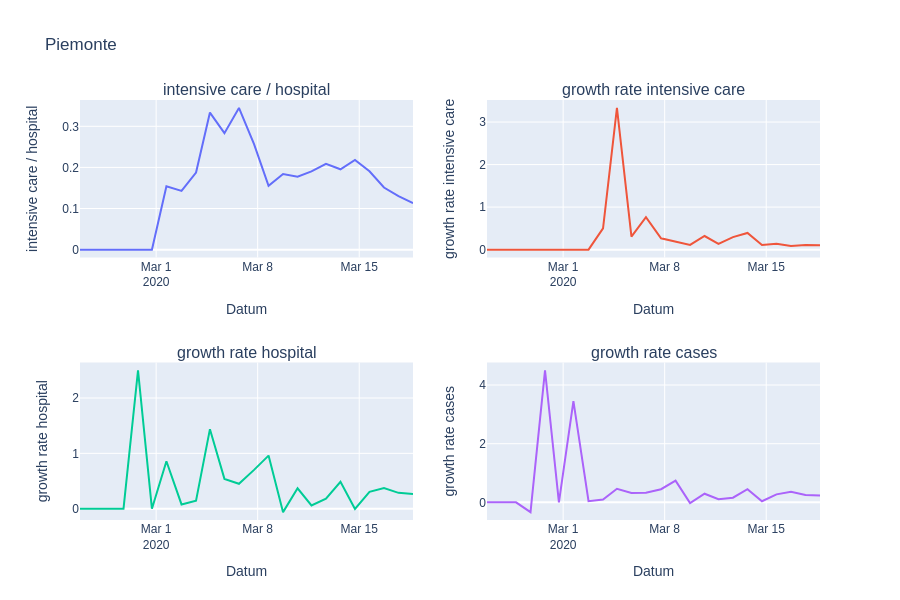 Piemonte
intensive care / hospital
growth rate intensive care
intensive care / hospital
0.3
0.2
0.1
0
Mar 1
2020
Mar 8
Mar 15
Datum
growth rate intensive care
3
2
1
0
Mar 1
2020
Mar 8
Mar 15
Datum
growth rate hospital
growth rate cases
growth rate hospital
2
1
0
Mar 1
2020
Mar 8
Mar 15
Datum
growth rate cases
4
2
0
Mar 1
2020
Mar 8
Mar 15
Datum